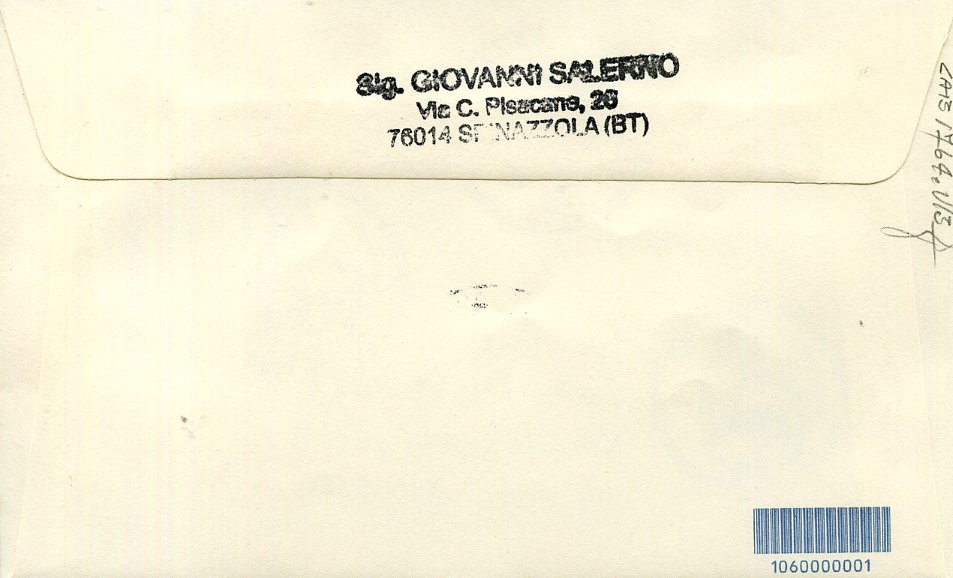 Sig. GIOVANNI SALERNO
Via C. Pisacane, 26
76014 SPINAZZOLA (BT)
1060000001